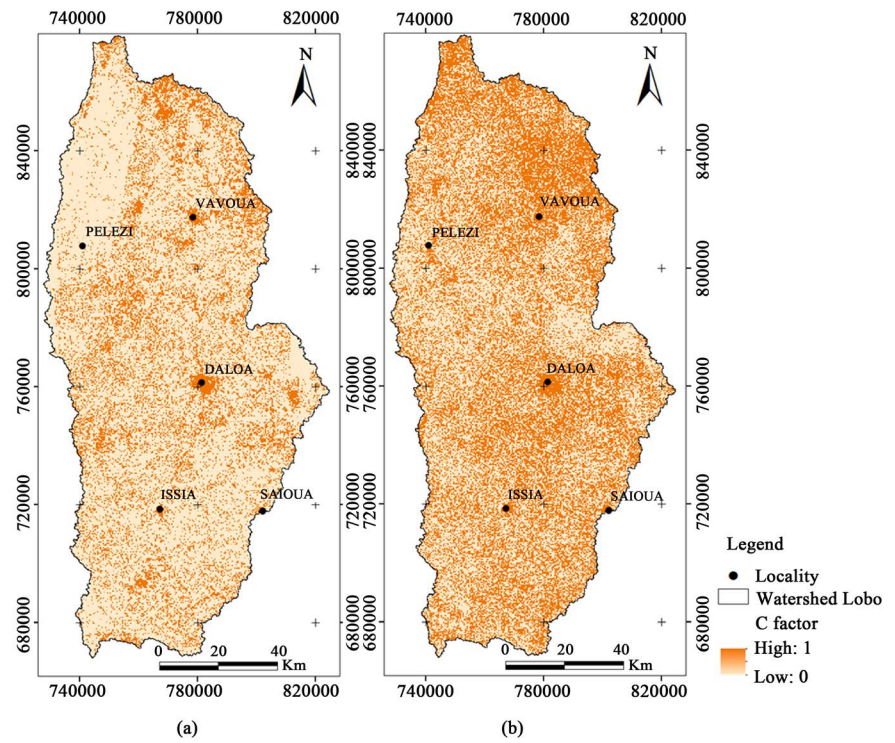 740000 780000 820000
740000 780000 820000
N
N
840000
800000
760000
720000
680000
VAVOUA
PELEZI
DALOA
ISSIA
SAIOUA
0 20 40
Km
840000
800000
760000
720000
680000
VAVOUA
PELEZI
DALOA
ISSIA
SAIOUA
0 20 40
Km
740000 780000 820000
740000 780000 820000
Legend
Locality
Watershed Lobo
C factor
High: 1
Low: 0
(a)
(b)